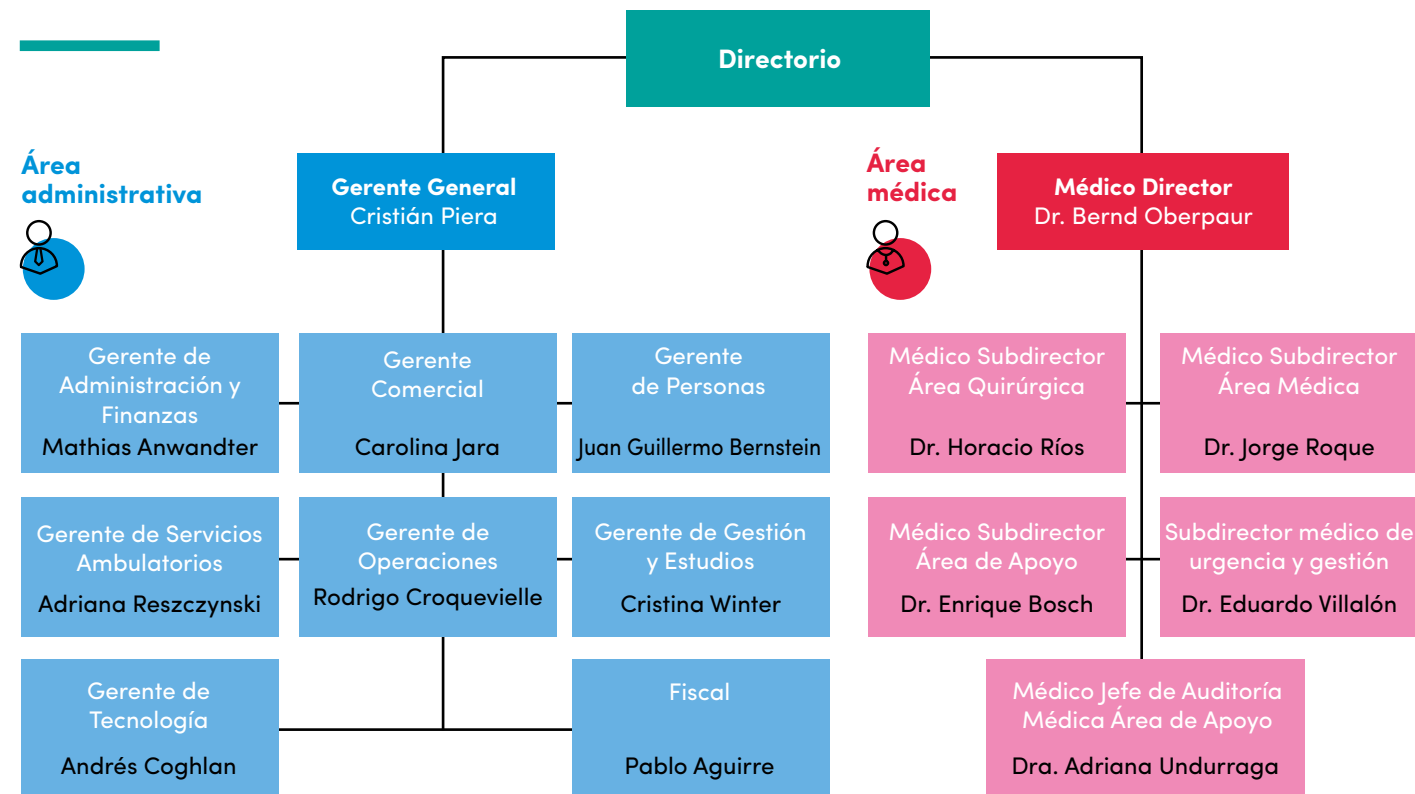 Directorio
Área
administrativa
Gerente General
Cristián Piera
Área
médica
Médico Director
Dr. Bernd Oberpaur
Gerente de
Administración y
Finanzas
Mathias Anwandter
Gerente
Comercial
Carolina Jara
Gerente
de Personas
Juan Guillermo Bernstein
Médico Subdirector
Área Quirúrgica
Dr. Horacio Ríos
Médico Subdirector
Área Médica
Dr. Jorge Roque
Gerente de Servicios
Ambulatorios
Adriana Reszczynski
Gerente de
Operaciones
Rodrigo Croquevielle
Gerente de Gestión
y Estudios
Cristina Winter
Médico Subdirector
Área de Apoyo
Dr. Enrique Bosch
Subdirector médico de
urgencia y gestión
Dr. Eduardo Villalón
Gerente de
Tecnología
Andrés Coghlan
Fiscal
Pablo Aguirre
Médico Jefe de Auditoría
Médica Área de Apoyo
Dra. Adriana Undurraga